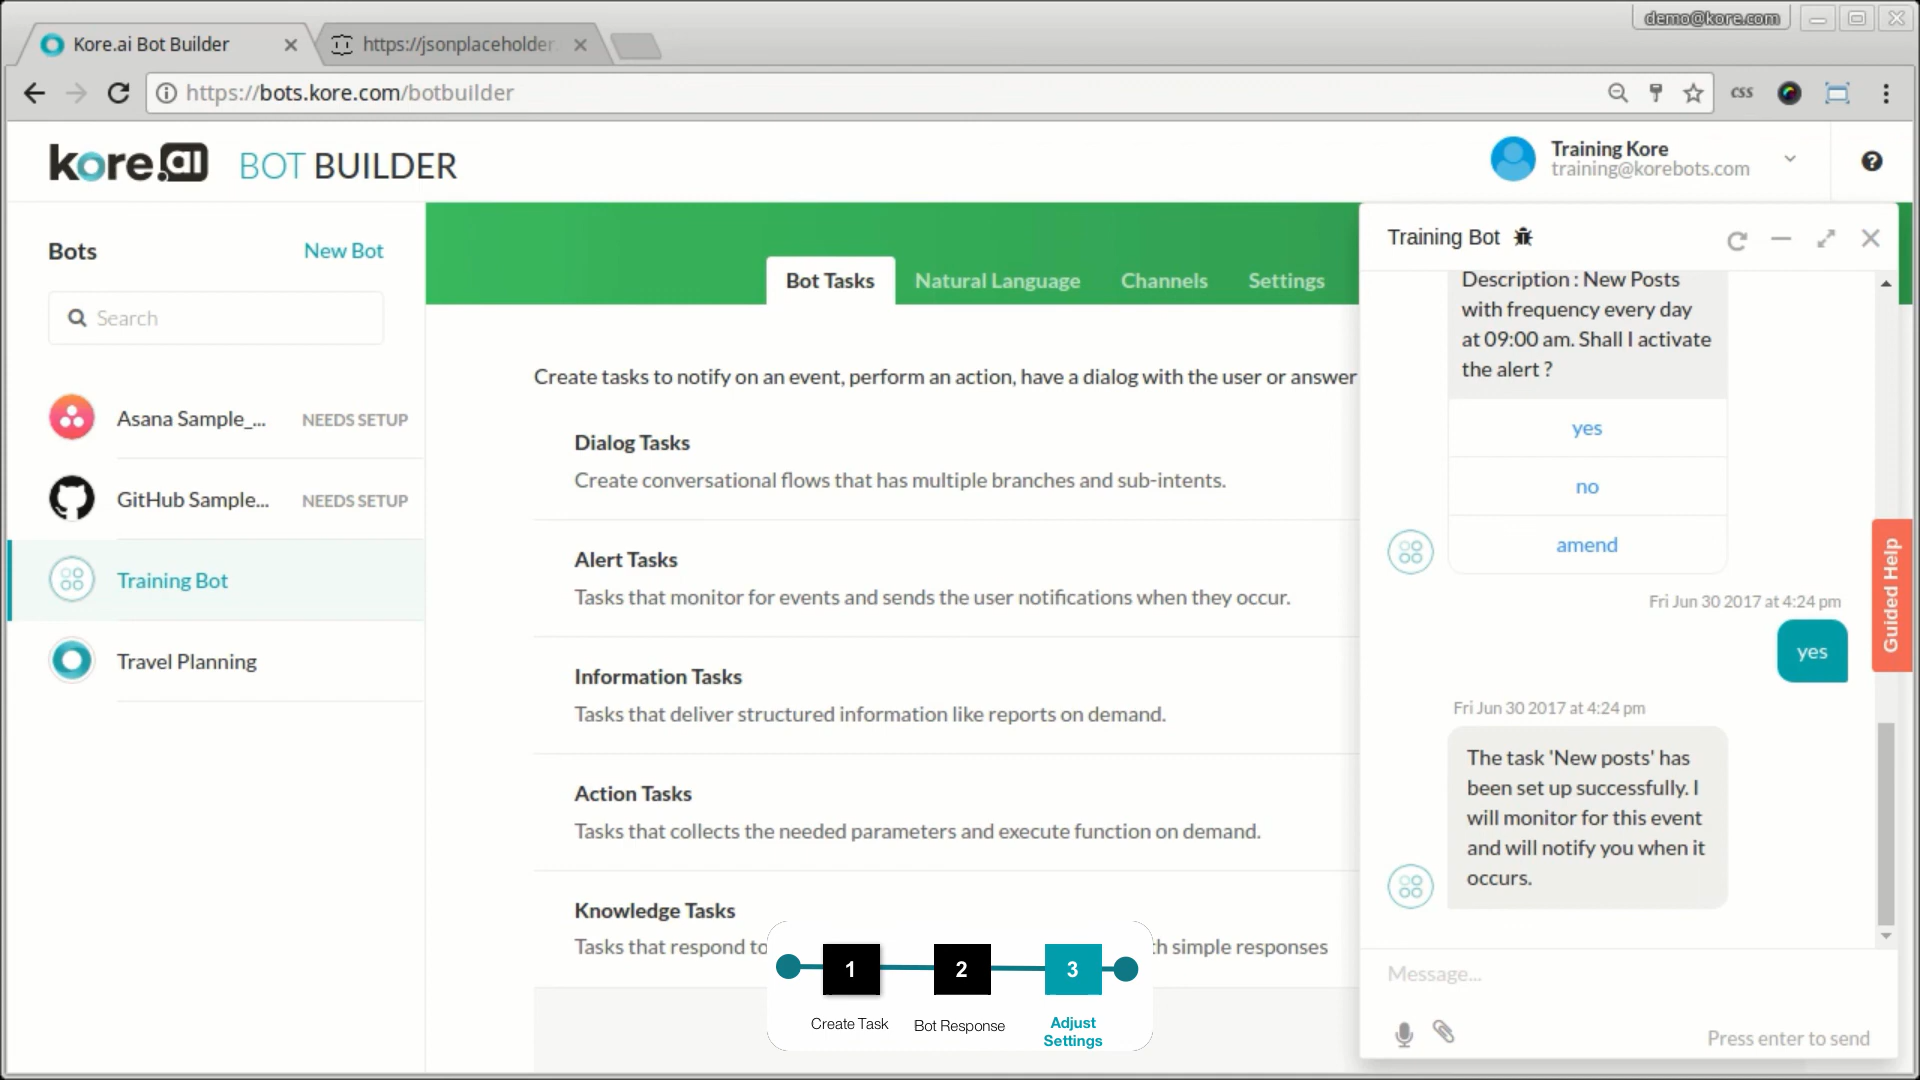 demo@kore.com
Kore.ai Bot Builder
https://jsonplaceholder.
https://bots.kore.com/botbuilder
css
kore.ai BOT BUILDER
Training Kore
training@korebots.com
Bots
New Bot
Search
Asana Sample_...
NEEDS SETUP
GitHub Sample...
NEEDS SETUP
Training Bot
Travel Planning
Bot Tasks
Natural Language
Channels
Settings
Create tasks to notify on an event, perform an action, have a dialog with the user or answer
Dialog Tasks
Create conversational flows that has multiple branches and sub-intents.
Alert Tasks
Tasks that monitor for events and sends the user notifications when they occur.
Information Tasks
Tasks that deliver structured information like reports on demand.
Action Tasks
Tasks that collects the needed parameters and execute function on demand.
Knowledge Tasks
Tasks that respond to
h simple responses
1
2
3
Create Task
Bot Response
Adjust
Settings
Training Bot
Description : New Posts
with frequency every day
at 09:00 am. Shall I activate
the alert ?
yes
no
amend
Fri Jun 30 2017 at 4:24 pm
yes
Fri Jun 30 2017 at 4:24 pm
The task 'New posts' has
been set up successfully. I
will monitor for this event
and will notify you when it
occurs.
Message...
Press enter to send
Guided Help